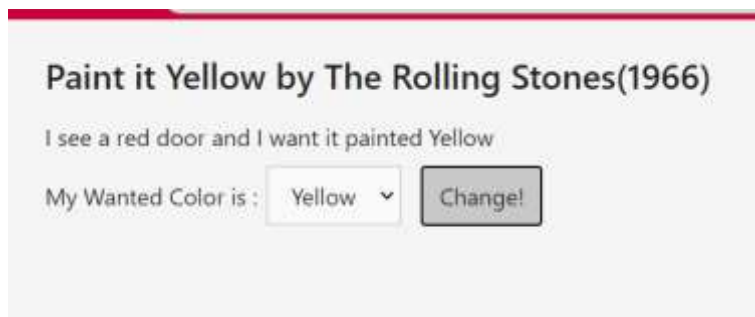 Paint it Yellow by The Rolling Stones(1966)
I see a red door and I want it painted Yellow
My Wanted Color is : Yellow Change!